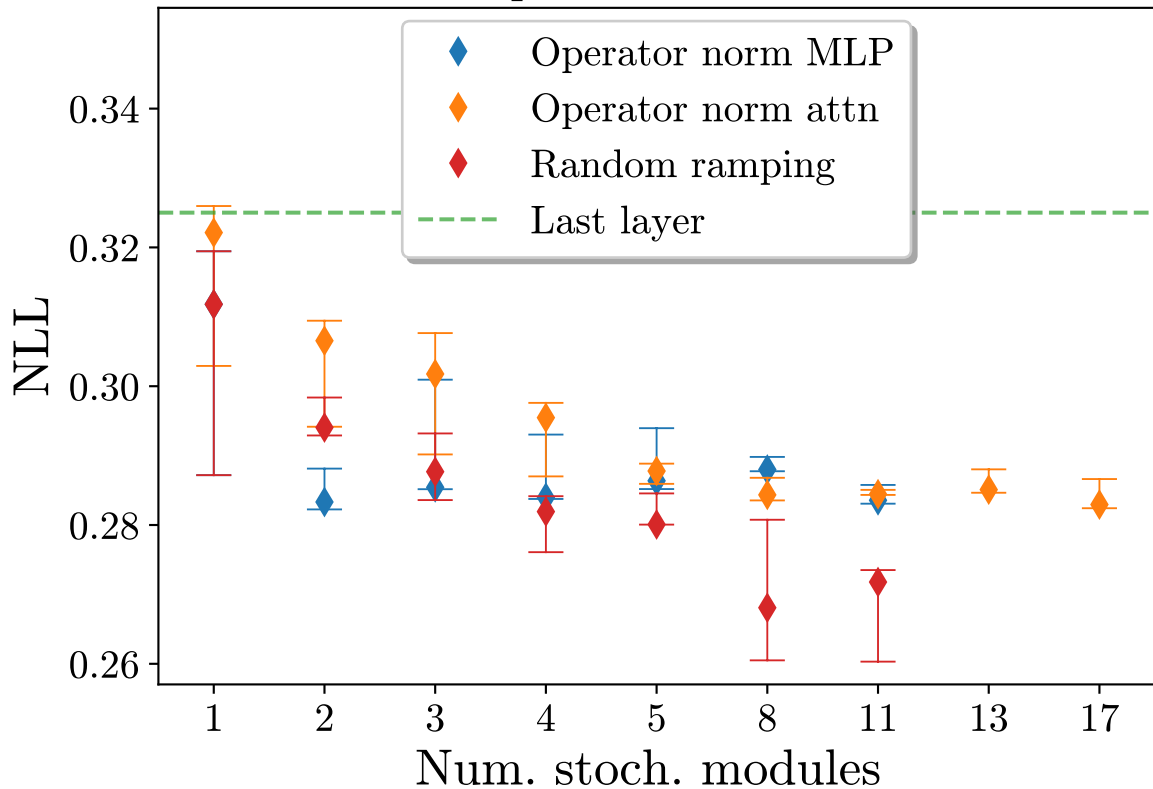 Operator norm MLP
Operator norm attn
Random ramping
Last layer
0.34
0.32
0.30
0.28
0.26
NLL
1 2 3 4 5 8 11 13 17
Num. stoch. modules